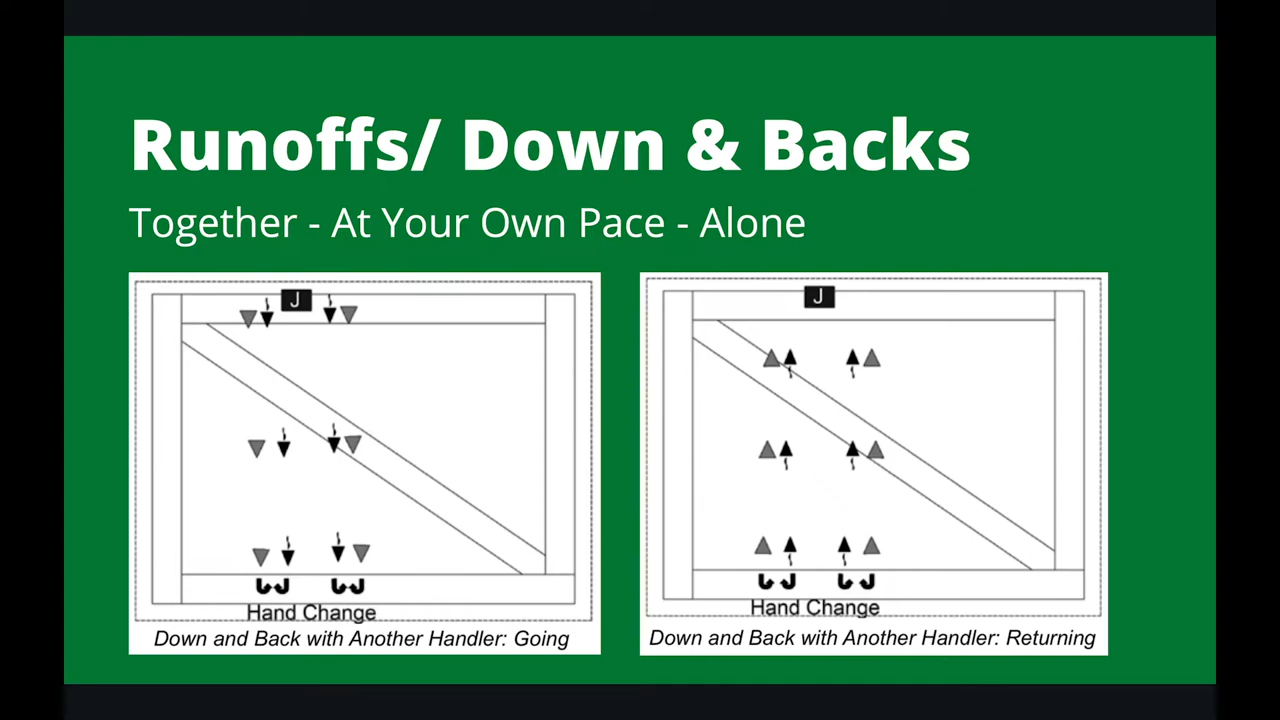 Runoffs/ Down & Backs
Together - At Your Own Pace - Alone
J
Hand Change
Down and Back with Another Handler: Going
J
Hand Change
Down and Back with Another Handler: Returning